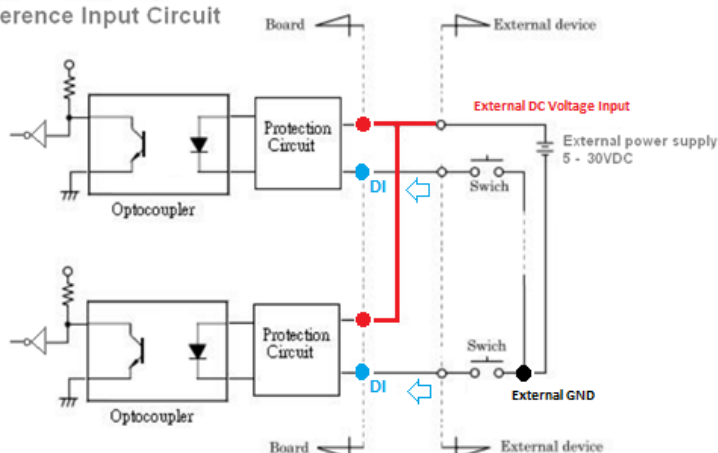 erence Input Circuit
Board
External device
External DC Voltage Input
Protection
Circuit
External power supply
5 - 30VDC
DI
Swich
Optocoupler
Protection
Circuit
Swich
DI
External GND
Optocoupler
Board
External device